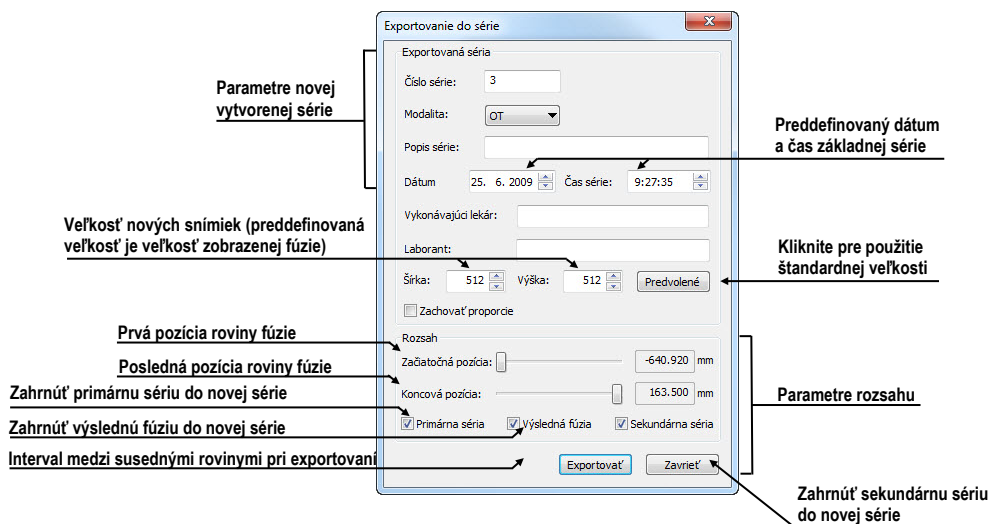 Exportovanie do série
Exportovaná séria
Číslo série: 3
Parametre novej
vytvorenej série
Modalita: OT
Popis série:
Preddefinovaný dátum
a čas základnej série
Dátum 25. 6. 2009 Čas série: 9:27:35
Vykonávajúci lekár:
Veľkosť nových snímiek (preddefinovaná
veľkosť je veľkosť zobrazenej fúzie)
Laborant:
Kliknite pre použitie
štandardnej veľkosti
Šírka: 512 Výška: 512 Predvolené
Zachovať proporcie
Prvá pozícia roviny fúzie
Rozsah
Začiatočná pozícia: -640.920 mm
Posledná pozícia roviny fúzie
Zahrnúť primárnu sériu do novej série
Koncová pozícia: 163.500 mm
Parametre rozsahu
Zahrnúť výslednú fúziu do novej série
Primárna séria Výsledná fúzia Sekundárna séria
Interval medzi susednými rovinymi pri exportovaní
Exportovať Zavrieť
Zahrnúť sekundárnu sériu
do novej série